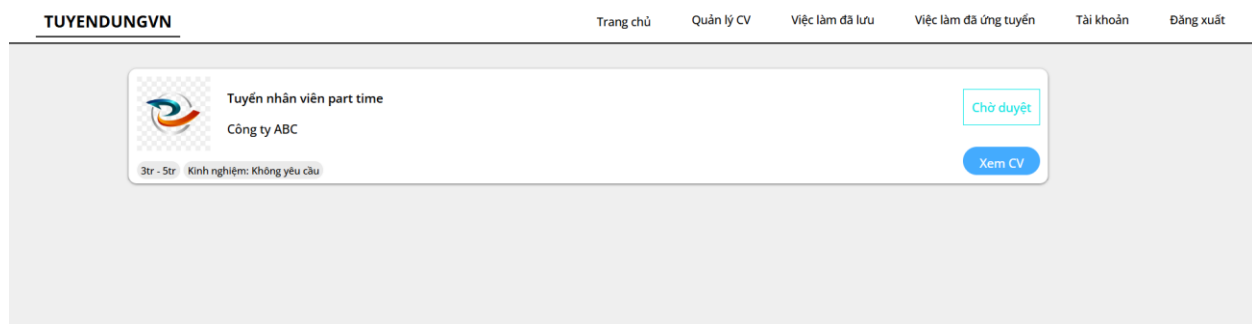 TUYENDUNGVN
Trang chủ Quản lý CV Việc làm đã lưu Việc làm đã ứng tuyển Tài khoản Đăng xuất
Tuyển nhân viên part time
Công ty ABC
Chờ duyệt
3tr - 5tr Kinh nghiệm: Không yêu cầu
Xem CV